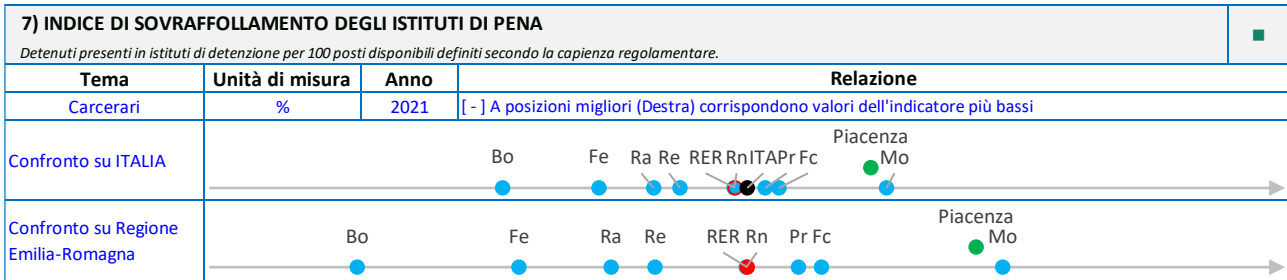 7) INDICE DI SOVRAFFOLLAMENTO DEGLI ISTITUTI DI PENA
Detenuti presenti in istituti di detenzione per 100 posti disponibili definiti secondo la capienza regolamentare.
Tema Unità di misura Anno Relazione
Carcerari % 2021 [ - ] A posizioni migliori (Destra) corrispondono valori dell'indicatore più bassi
Confronto su ITALIA
Piacenza
Bo Fe Ra Re RER Rn ITA Pr Fc Mo
Confronto su Regione
Emilia-Romagna
Piacenza
Bo Fe Ra Re RER Rn Pr Fc Mo